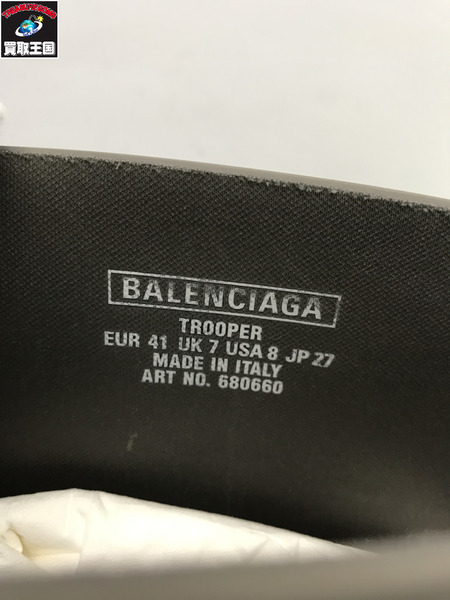 TREASURE KING
買取王国
BALENCIAGA
TROOPER
EUR 41 UK 7 USA 8 JP 27
MADE IN ITALY
ART NO. 680660